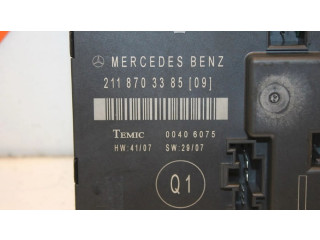 MERCEDES BENZ
211 870 33 85 [09]
TEMIC 0040 6075
HW: 41/07 SW: 29/07
Q1